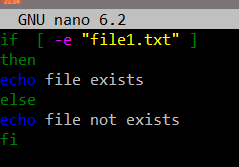 GNU nano 6.2
if [ -e "file1.txt" ]
then
echo file exists
else
echo file not exists
fi